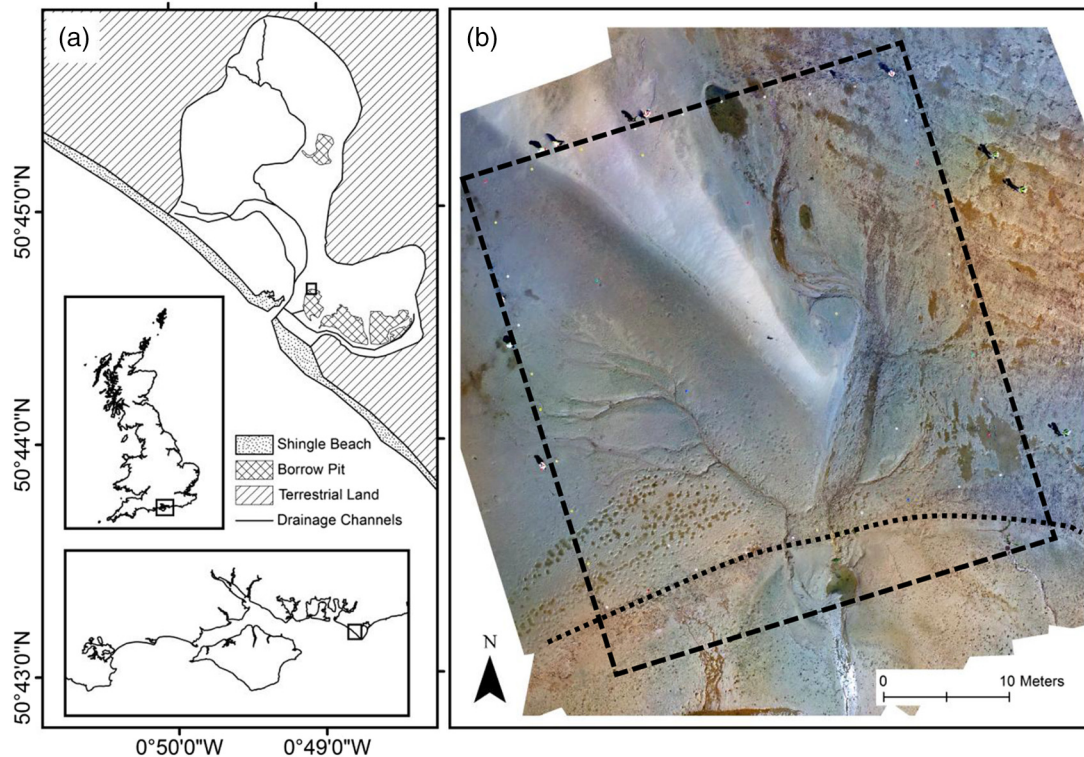 (a)
50°45'0"N
50°44'0"N
50°43'0"N
0°50'0"W
0°49'0"W
Shingle Beach
Borrow Pit
Terrestrial Land
Drainage Channels
(b)
N
0
10 Meters